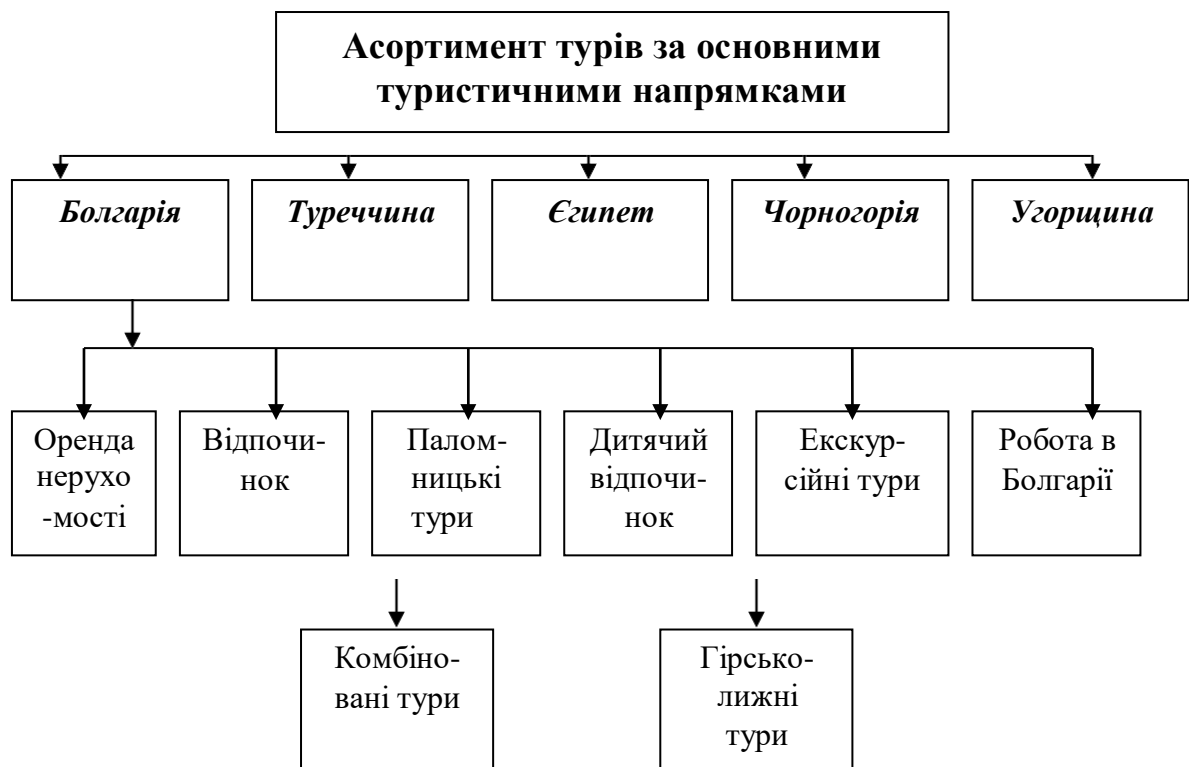 Асортимент турів за основними
туристичними напрямками
Болгарія
Туреччина
Єгипет
Чорногорія
Угорщина
Оренда
нерухо
-мості
Відпочи-
нок
Палом-
ницькі
тури
Дитячий
відпочи-
нок
Екскур-
сійні тури
Робота в
Болгарії
Комбіно-
вані тури
Гірсько-
лижні
тури